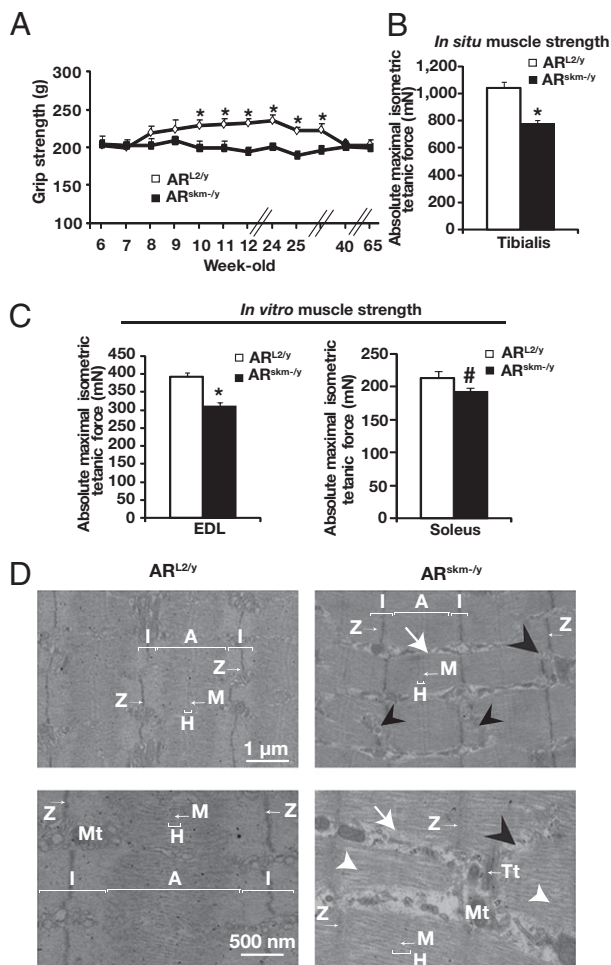 A
Grip strength (g)
300
250
200
150
100
* * * * * *
AR^L2/y
AR^skm-/y
6 7 8 9 10 11 12 24 25 40 65
Week-old
B
In situ muscle strength
AR^L2/y
AR^skm-/y
Absolute maximal isometric
tetanic force (mN)
1,200
1,000
800
600
400
200
0
*
Tibialis
C
In vitro muscle strength
Absolute maximal isometric
tetanic force (mN)
450
400
350
300
250
200
150
100
50
0
AR^L2/y
AR^skm-/y
*
EDL
Absolute maximal isometric
tetanic force (mN)
250
200
150
100
50
0
AR^L2/y
AR^skm-/y
#
Soleus
D
AR^L2/y
AR^skm-/y
I A I
Z
M
Z
H
1 µm
I A I
Z
Z
M
H
Z
M
Z
H
Mt
I A I
500 nm
Z
Tt
Mt
Z
M
H